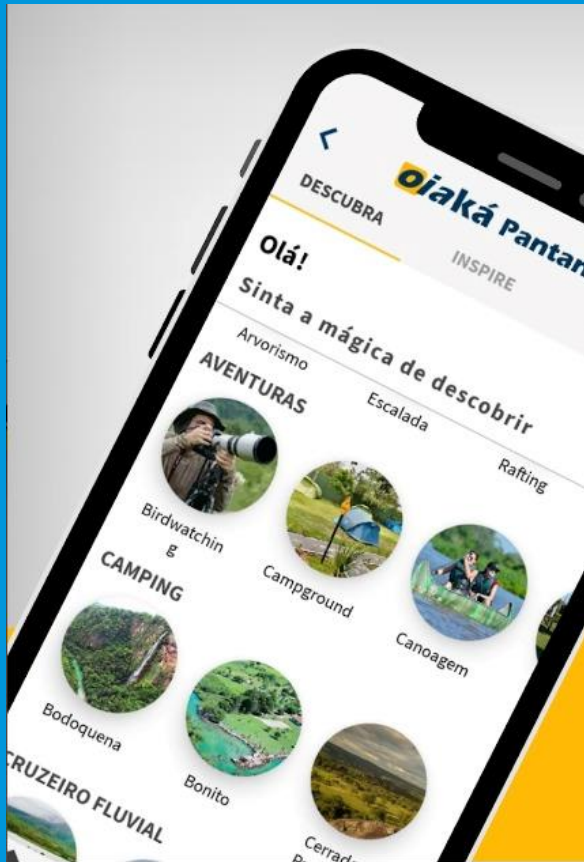 oiaká Pantan
DESCUBRA
INSPIRE
Olá!
Sinta a mágica de descobrir
Arvorismo
Escalada
Rafting
AVENTURAS
Birdwatchin
g
Campground
Canoagem
CAMPING
Bodoquena
Bonito
Cerrado
CRUZEIRO FLUVIAL